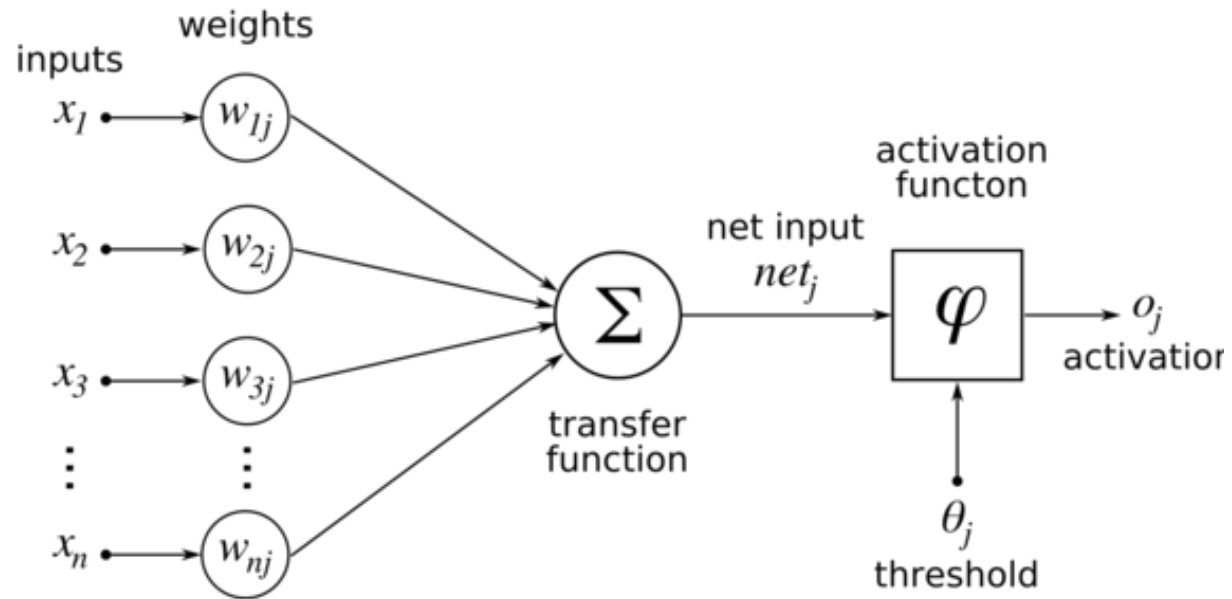 weights
inputs
x1
w1j
x2
w2j
x3
w3j
xn
wnj
Σ
transfer
function
net input
netj
activation
functon
φ
oj
activation
θj
threshold